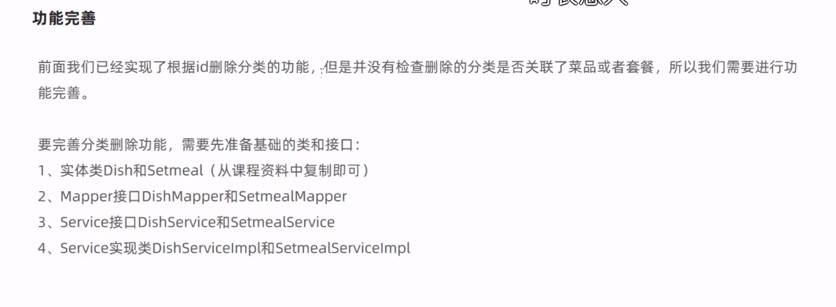 功能完善
前面我们已经实现了根据id删除分类的功能，但是并没有检查删除的分类是否关联了菜品或者套餐，所以我们需要进行功
能完善。
要完善分类删除功能，需要先准备基础的类和接口：
1、实体类Dish和Setmeal（从课程资料中复制即可）
2、Mapper接口DishMapper和SetmealMapper
3、Service接口DishService和SetmealService
4、Service实现类DishServiceImpl和SetmealServiceImpl